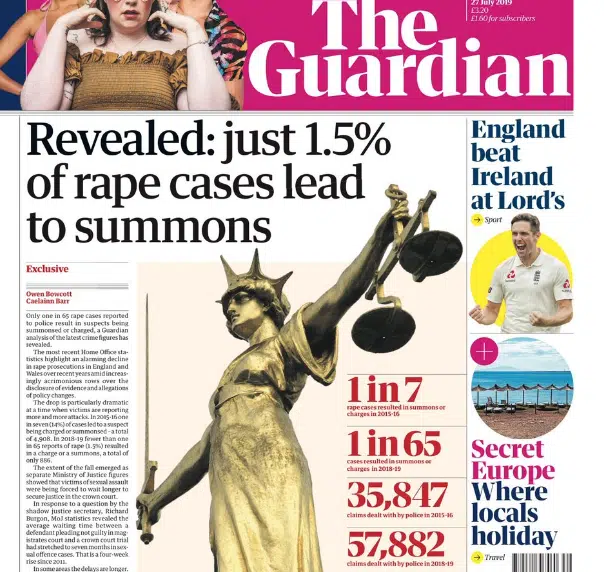 27 July 2019
£3.20
£1.60 for subscribers
The
Guardian
Revealed: just 1.5%
of rape cases lead
to summons
Exclusive
Owen Bowcott
Caelainn Barr
Only one in 65 rape cases reported
to police result in suspects being
summonsed or charged, a Guardian
analysis of the latest crime figures has
revealed.
The most recent Home Office sta-
tistics highlight an alarming decline
in rape prosecutions in England and
Wales over recent years amid increas-
ingly acrimonious rows over the
disclosure of evidence and allegations
of policy changes.
The drop is particularly dramatic
at a time when victims are reporting
more and more attacks. In 2015-16 one
in seven (14%) of cases led to a suspect
being charged or summonsed - a total
of 4,908. In 2018-19 fewer than one
in 65 reports of rape (1.5%) resulted
in a charge or a summons, a total of
only 886.
The extent of the fall emerged as
separate Ministry of Justice figures
showed that victims of sexual assault
were being forced to wait longer to
secure justice in the crown court.
In response to a question by the
shadow justice secretary, Richard
Burgon, MoJ statistics revealed the
average waiting time between a
defendant pleading not guilty in mag-
istrates court and a crown court trial
had stretched to seven months in sex-
ual offence cases. That is a four-week
rise since 2011.
In some areas the delays are longer.
1 in 7
rape cases resulted in summons or
charges in 2015-16
1 in 65
cases resulted in summons or
charges in 2018-19
35,847
claims dealt with by police in 2015-16
57,882
claims dealt with by police in 2018-19
England
beat
Ireland
at Lord's
Sport
Secret
Europe
Where
locals
holiday
Travel